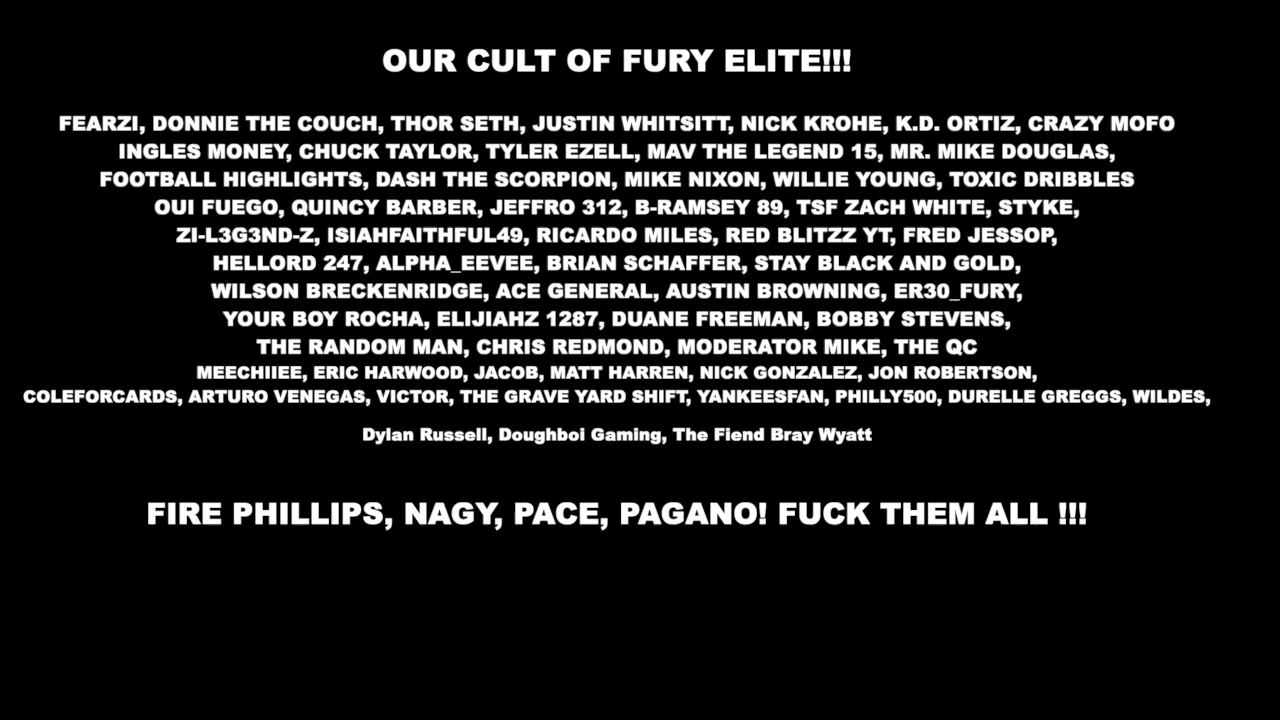 OUR CULT OF FURY ELITE!!!
FEARZI, DONNIE THE COUCH, THOR SETH, JUSTIN WHITSITT, NICK KROHE, K.D. ORTIZ, CRAZY MOFO
INGLES MONEY, CHUCK TAYLOR, TYLER EZELL, MAV THE LEGEND 15, MR. MIKE DOUGLAS,
FOOTBALL HIGHLIGHTS, DASH THE SCORPION, MIKE NIXON, WILLIE YOUNG, TOXIC DRIBBLES
OUI FUEGO, QUINCY BARBER, JEFFRO 312, B-RAMSEY 89, TSF ZACH WHITE, STYKE,
ZI-L3G3ND-Z, ISIAHFAITHFUL49, RICARDO MILES, RED BLITZZ YT, FRED JESSOP,
HELLORD 247, ALPHA_EEVEE, BRIAN SCHAFFER, STAY BLACK AND GOLD,
WILSON BRECKENRIDGE, ACE GENERAL, AUSTIN BROWNING, ER30_FURY,
YOUR BOY ROCHA, ELIJIAHZ 1287, DUANE FREEMAN, BOBBY STEVENS,
THE RANDOM MAN, CHRIS REDMOND, MODERATOR MIKE, THE QC
MEECHIIEE, ERIC HARWOOD, JACOB, MATT HARREN, NICK GONZALEZ, JON ROBERTSON,
COLEFORCARDS, ARTURO VENEGAS, VICTOR, THE GRAVE YARD SHIFT, YANKEESFAN, PHILLY500, DURELLE GREGGS, WILDES,
Dylan Russell, Doughboi Gaming, The Fiend Bray Wyatt
FIRE PHILLIPS, NAGY, PACE, PAGANO! FUCK THEM ALL !!!